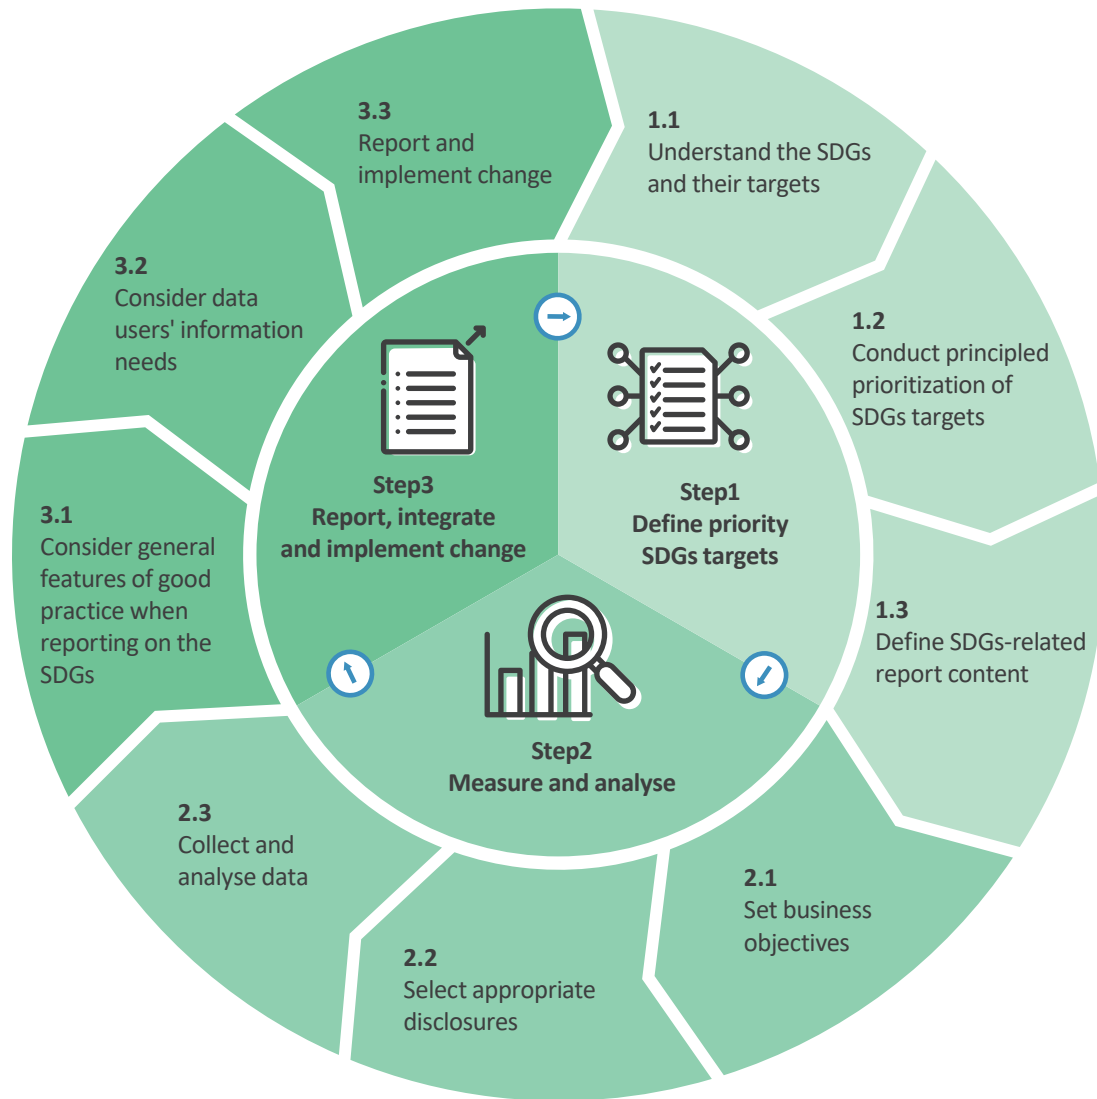 1.1
Understand the SDGs
and their targets
1.2
Conduct principled
prioritization of
SDGs targets
1.3
Define SDGs-related
report content
2.1
Set business
objectives
2.2
Select appropriate
disclosures
2.3
Collect and
analyse data
3.1
Consider general
features of good
practice when
reporting on the
SDGs
3.2
Consider data
users' information
needs
3.3
Report and
implement change
Step1
Define priority
SDGs targets
Step2
Measure and analyse
Step3
Report, integrate
and implement change